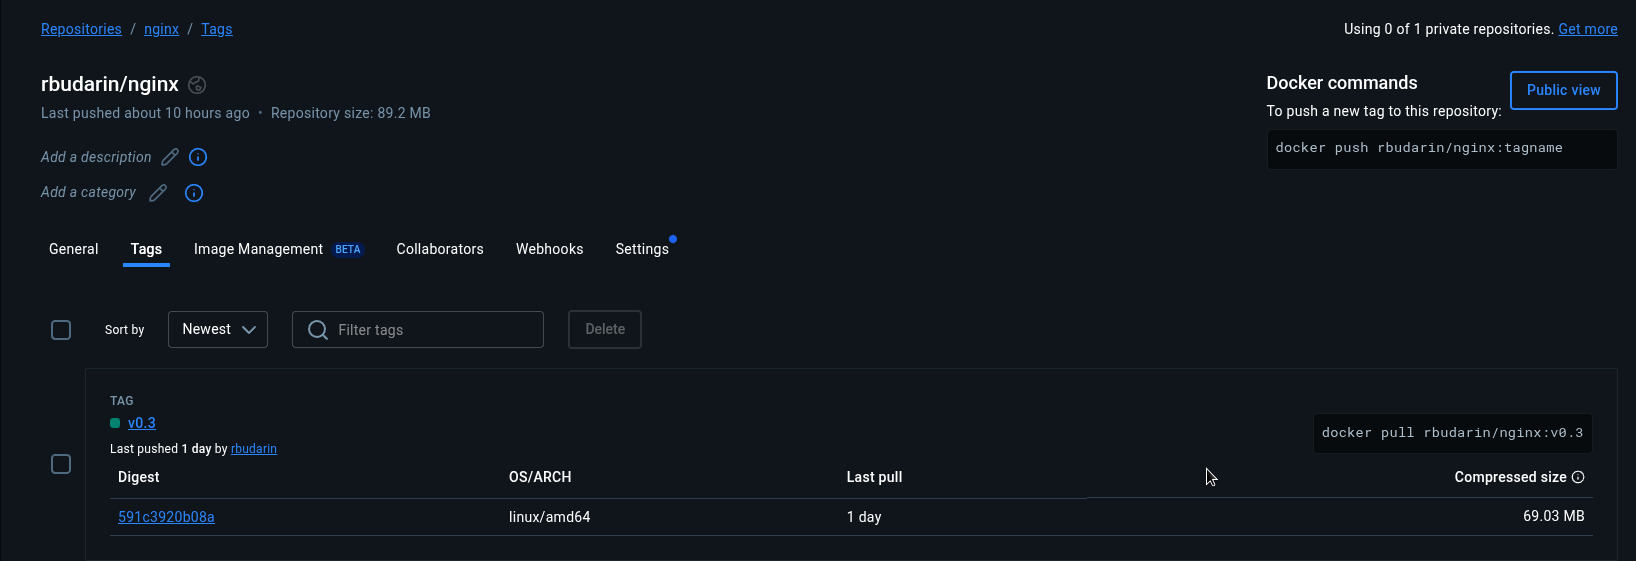 Repositories / nginx / Tags
Using 0 of 1 private repositories. Get more
rbudarin/nginx
Last pushed about 10 hours ago • Repository size: 89.2 MB
Add a description
Add a category
Docker commands
Public view
To push a new tag to this repository:
docker push rbudarin/nginx:tagname
General Tags Image Management BETA Collaborators Webhooks Settings
Sort by Newest Filter tags Delete
TAG
v0.3
docker pull rbudarin/nginx:v0.3
Last pushed 1 day by rbudarin
Digest OS/ARCH Last pull Compressed size
591c3920b08a linux/amd64 1 day 69.03 MB